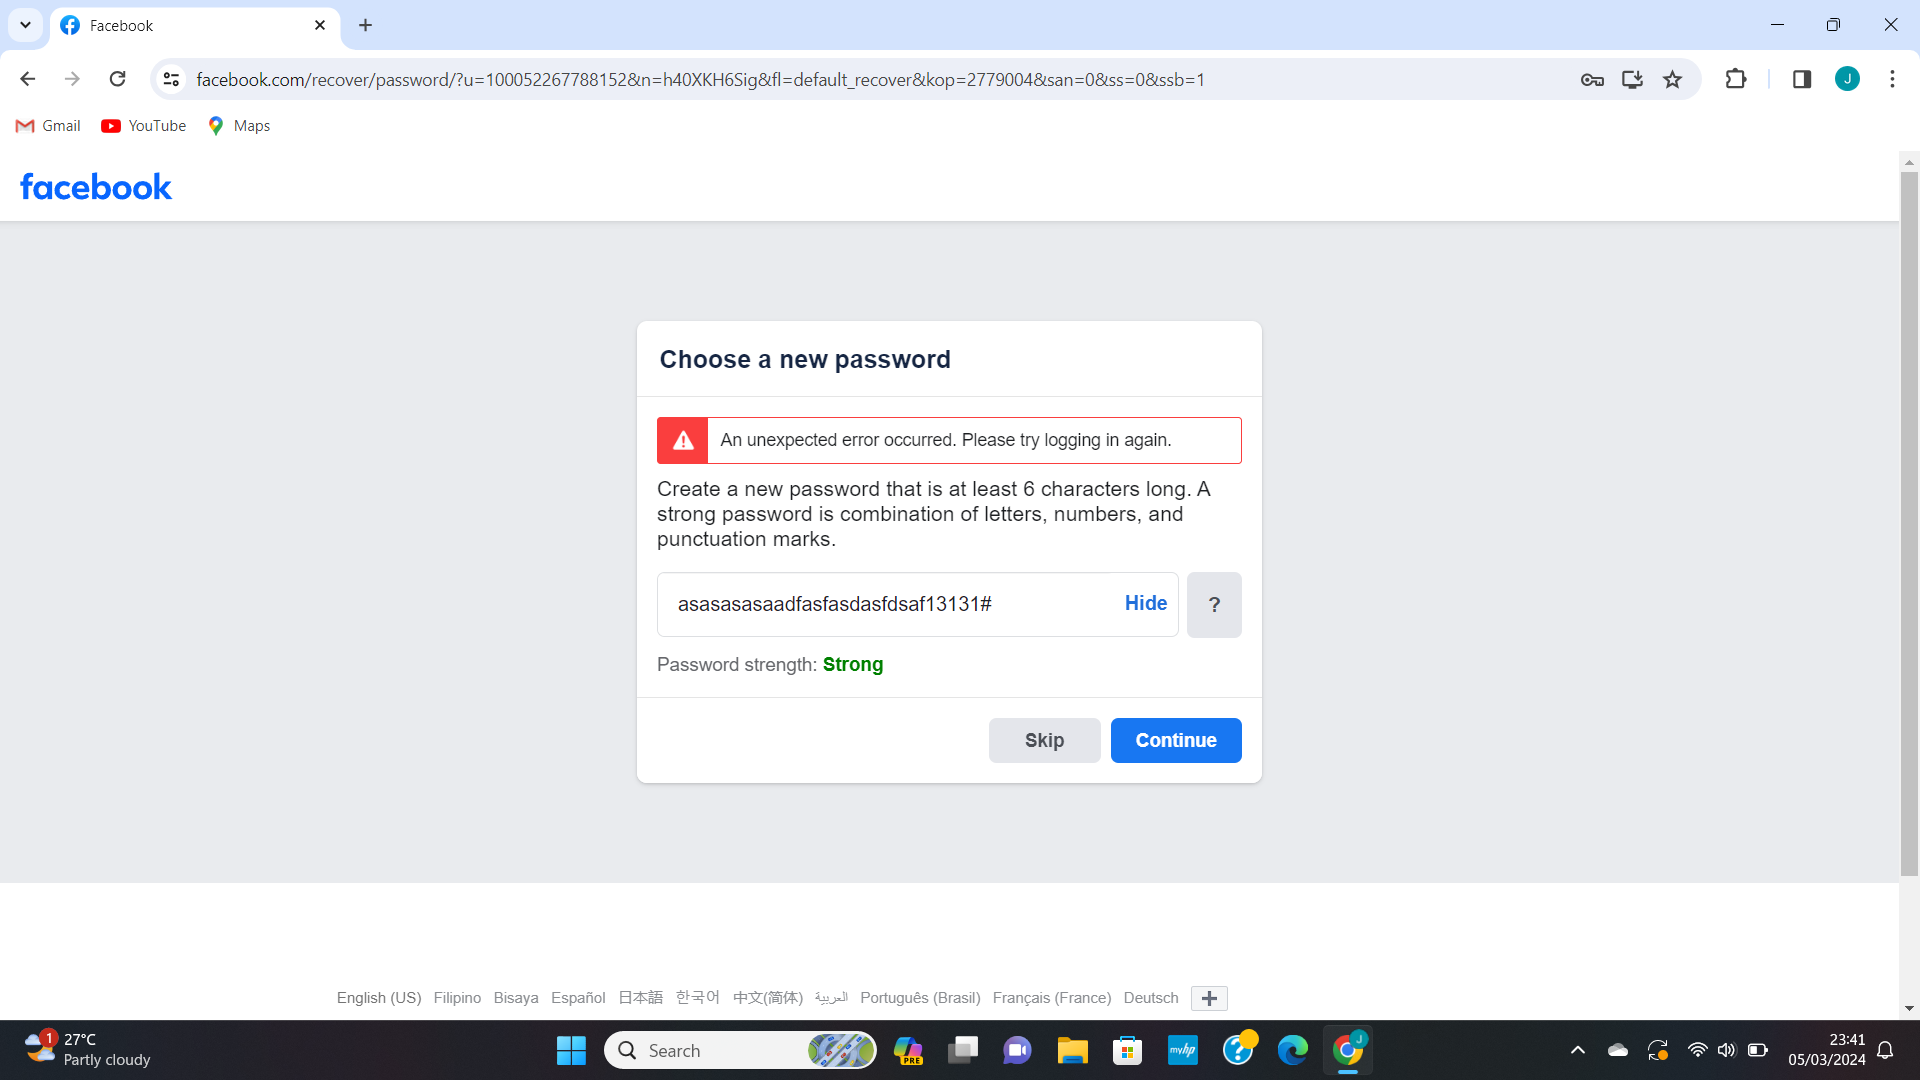 Facebook
facebook.com/recover/password/?u=100052267788152&n=h40XKH6Sig&fl=default_recover&kop=2779004&san=0&ss=0&ssb=1
J
Gmail YouTube Maps
facebook
Choose a new password
An unexpected error occurred. Please try logging in again.
Create a new password that is at least 6 characters long. A
strong password is combination of letters, numbers, and
punctuation marks.
asasasasaadfasfasdasfdsaf13131# Hide ?
Password strength: Strong
Skip Continue
English (US) Filipino Bisaya Español 日本語 한국어 中文(简体) العربية Português (Brasil) Français (France) Deutsch +
1 27°C
Partly cloudy
Search
PRE
myhp
?
J
23:41
05/03/2024